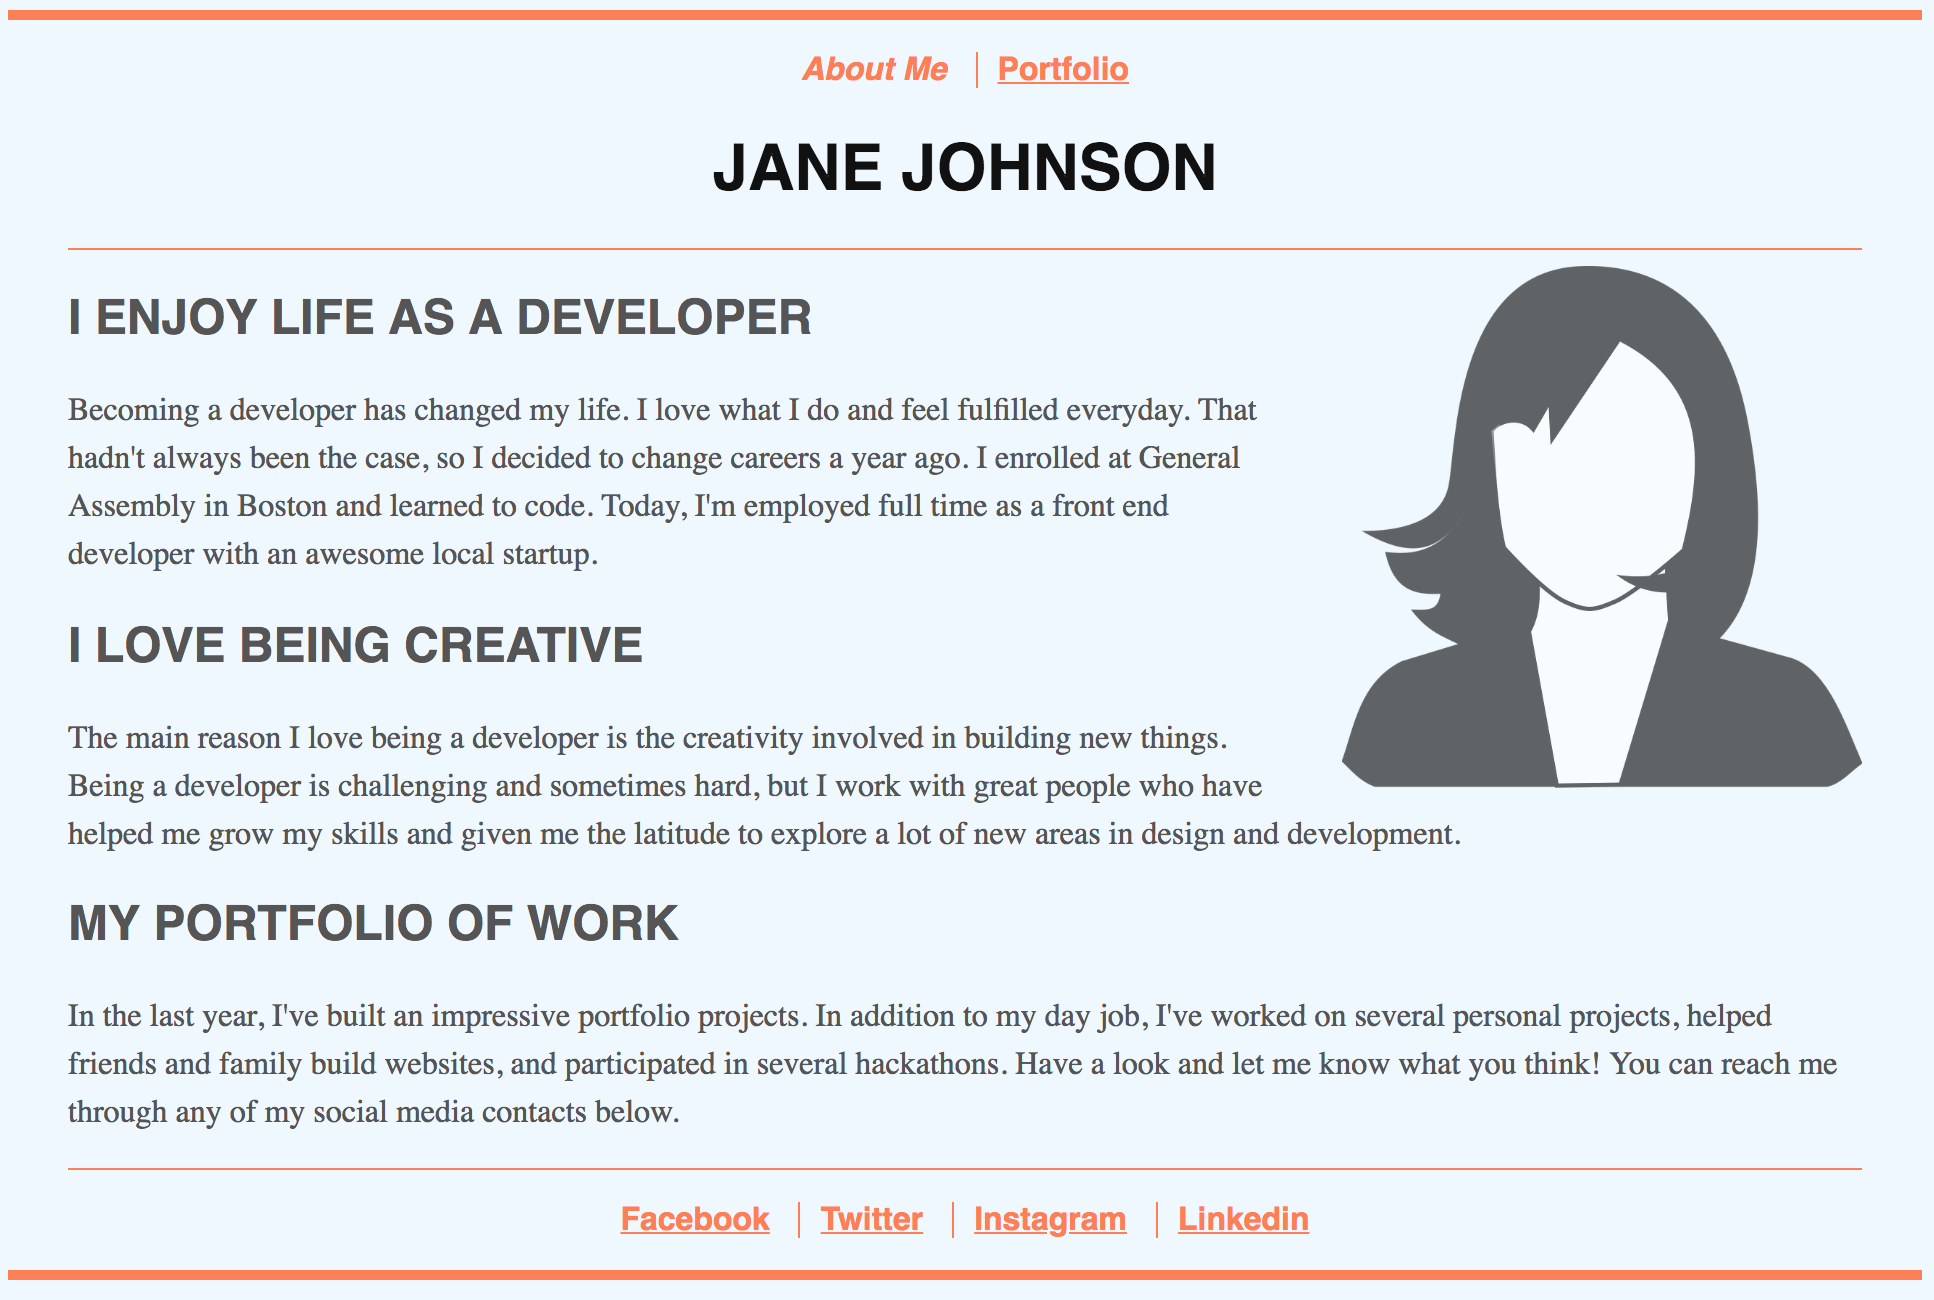 About Me Portfolio
JANE JOHNSON
I ENJOY LIFE AS A DEVELOPER
Becoming a developer has changed my life. I love what I do and feel fulfilled everyday. That
hadn't always been the case, so I decided to change careers a year ago. I enrolled at General
Assembly in Boston and learned to code. Today, I'm employed full time as a front end
developer with an awesome local startup.
I LOVE BEING CREATIVE
The main reason I love being a developer is the creativity involved in building new things.
Being a developer is challenging and sometimes hard, but I work with great people who have
helped me grow my skills and given me the latitude to explore a lot of new areas in design and development.
MY PORTFOLIO OF WORK
In the last year, I've built an impressive portfolio projects. In addition to my day job, I've worked on several personal projects, helped
friends and family build websites, and participated in several hackathons. Have a look and let me know what you think! You can reach me
through any of my social media contacts below.
Facebook Twitter Instagram Linkedin